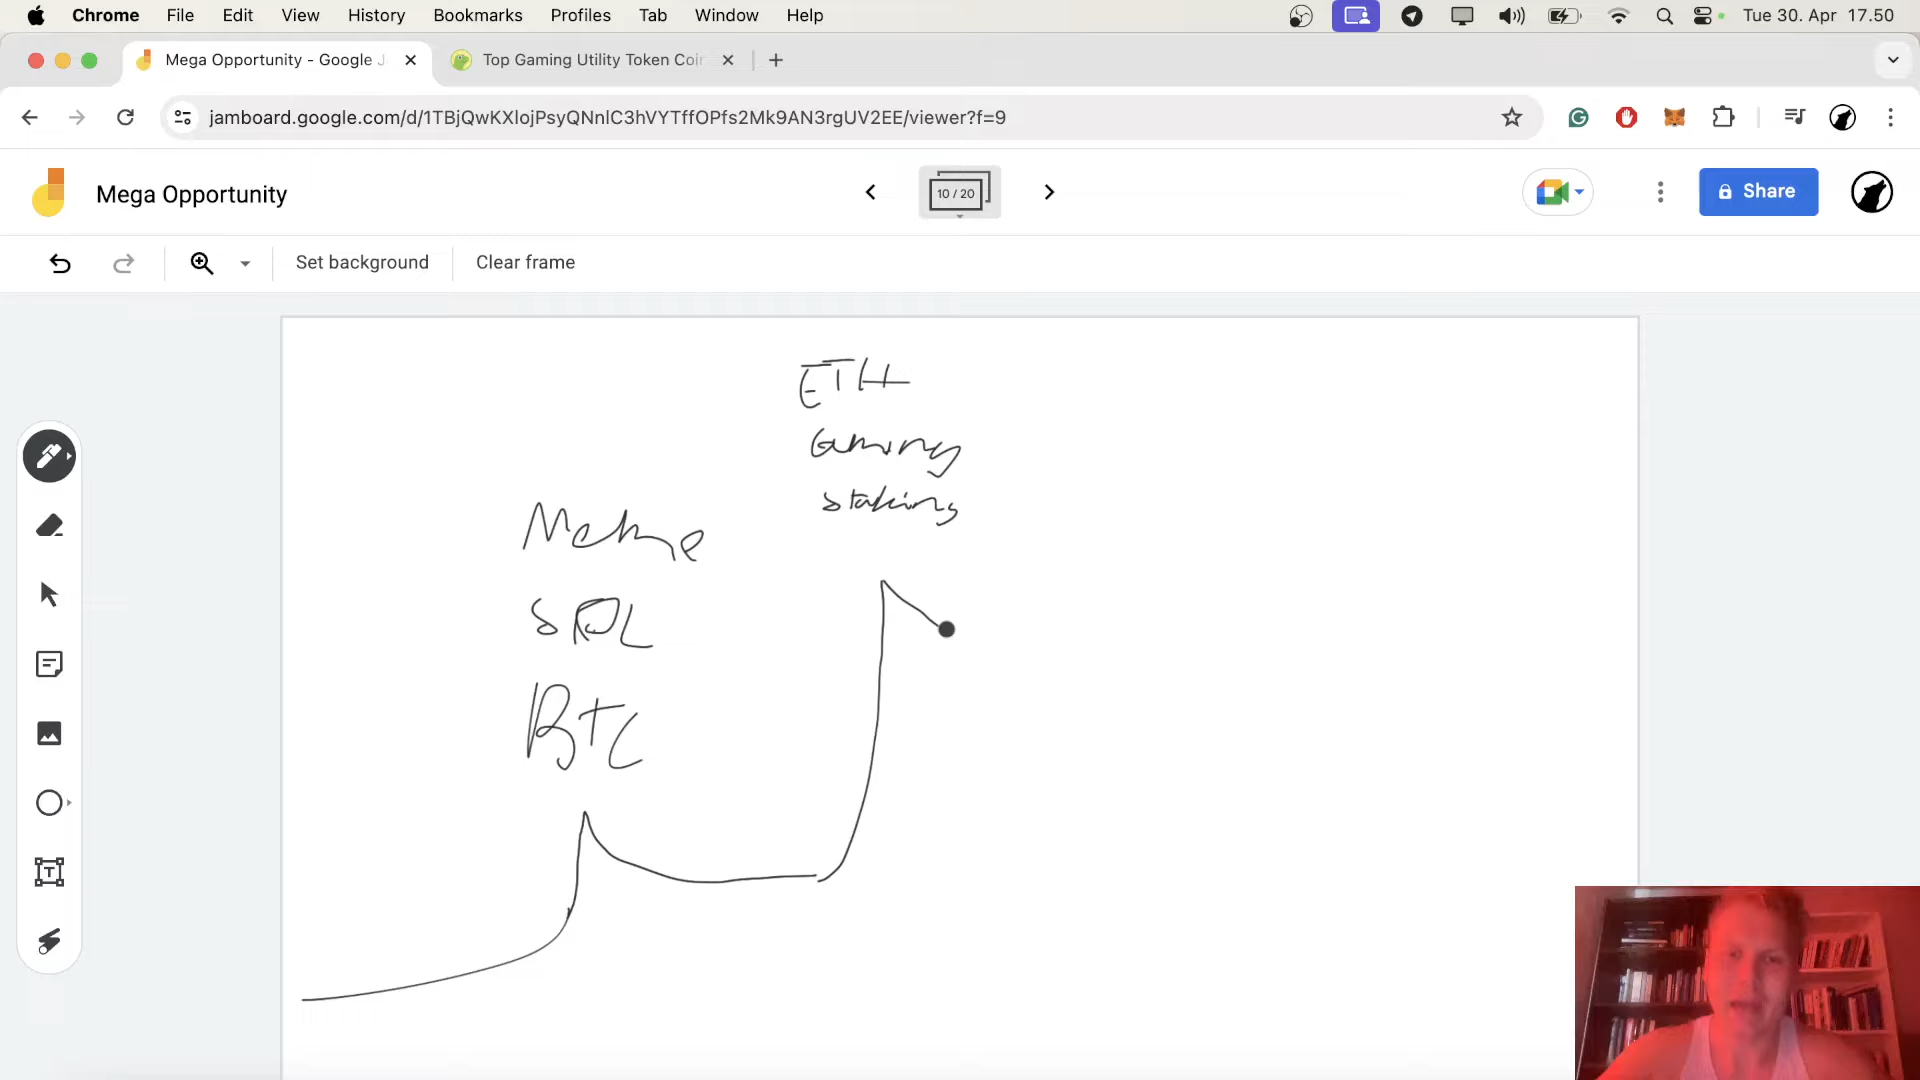 Chrome File Edit View History Bookmarks Profiles Tab Window Help Tue 30. Apr 17.50
Mega Opportunity - Google J Top Gaming Utility Token Coin
jamboard.google.com/d/1TBjQwKXlojPsyQNnlC3hVYTffOPfs2Mk9AN3rgUV2EE/viewer?f=9
Mega Opportunity 10 / 20 Share
Set background Clear frame
ETH
Gaming
staking
SOL
BTC